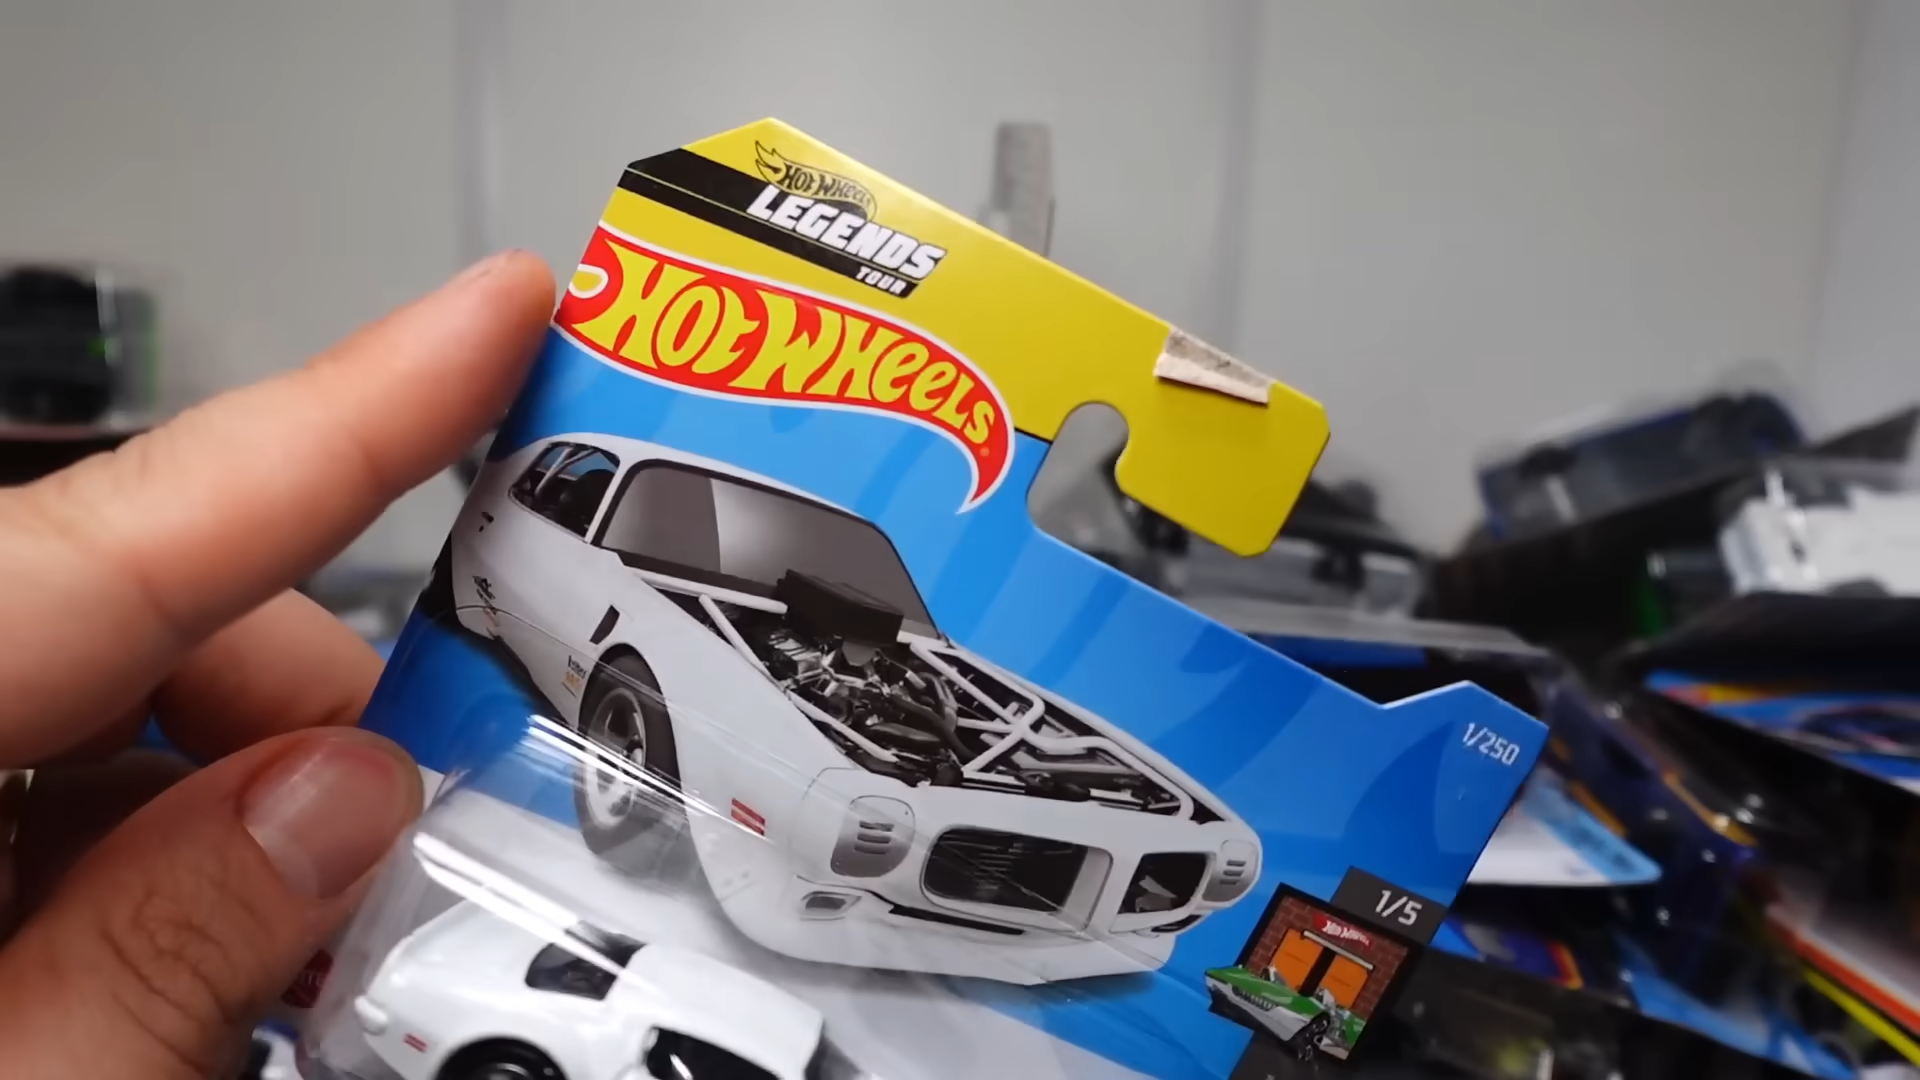 Hot Wheels
LEGENDS
TOUR
Hot Wheels
1/250
1/5